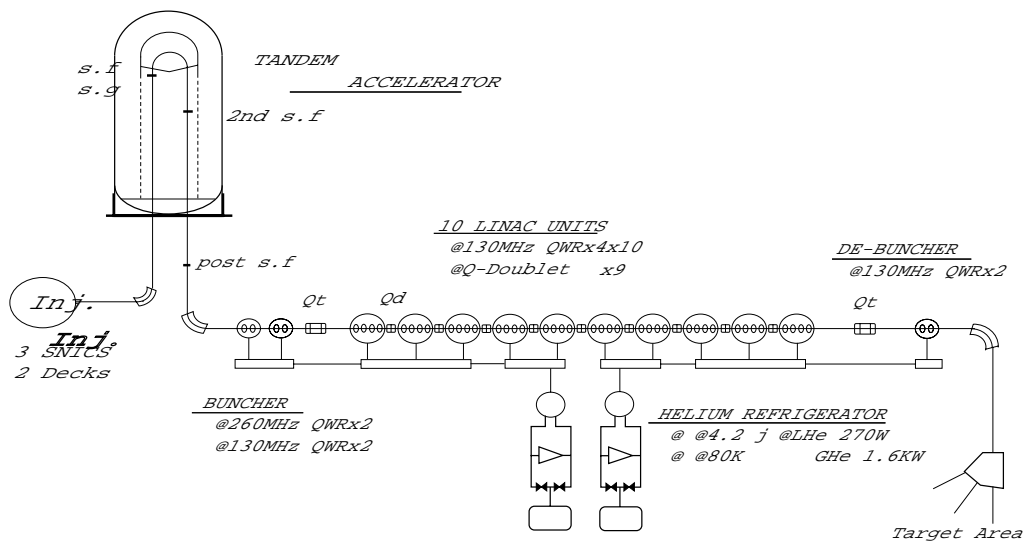 TANDEM
ACCELERATOR
s.f
s.g
2nd s.f
post s.f
Inj.
Inj.
3 SNICS
2 Decks
Qt
Qd
10 LINAC UNITS
@130MHz QWRx4x10
@Q-Doublet x9
DE-BUNCHER
@130MHz QWRx2
Qt
BUNCHER
@260MHz QWRx2
@130MHz QWRx2
HELIUM REFRIGERATOR
@ @4.2 j @LHe 270W
@ @80K GHe 1.6KW
Target Area